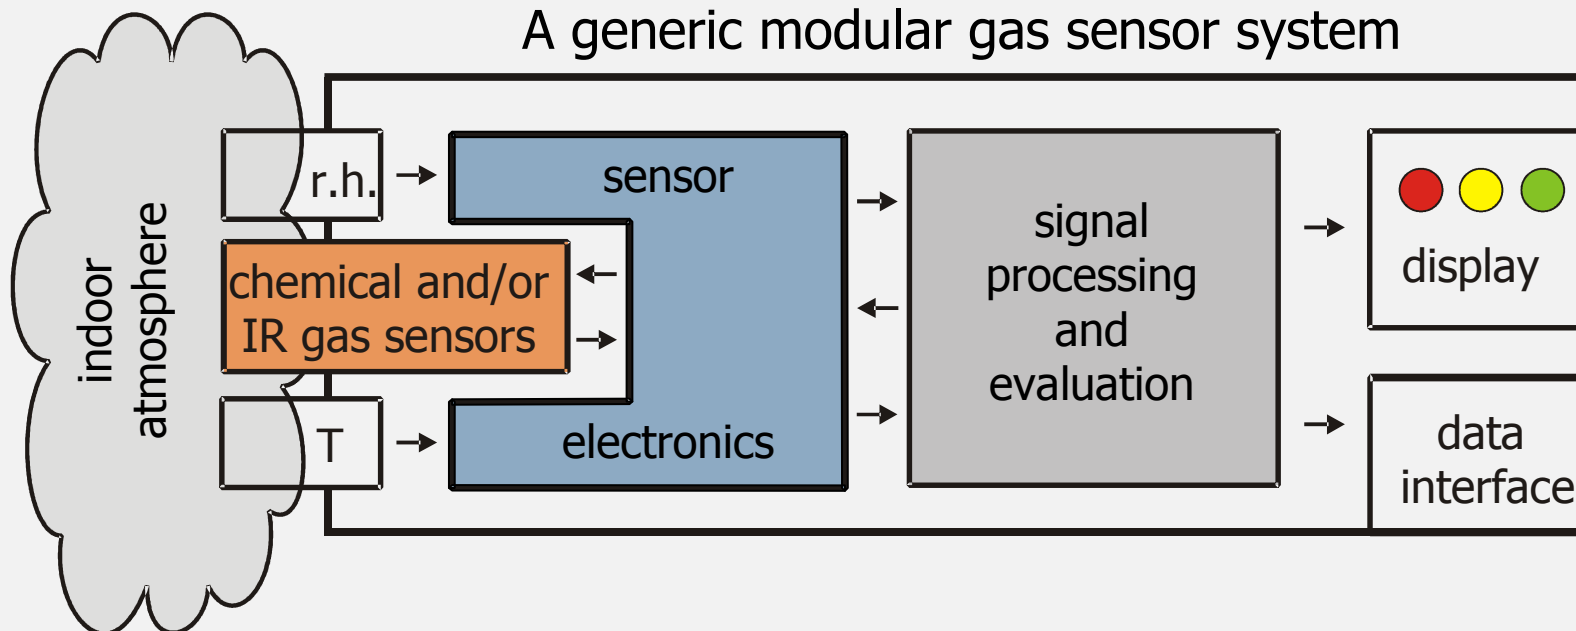 A generic modular gas sensor system
indoor
atmosphere
r.h.
chemical and/or
IR gas sensors
T
sensor
electronics
signal
processing
and
evaluation
display
data
interface